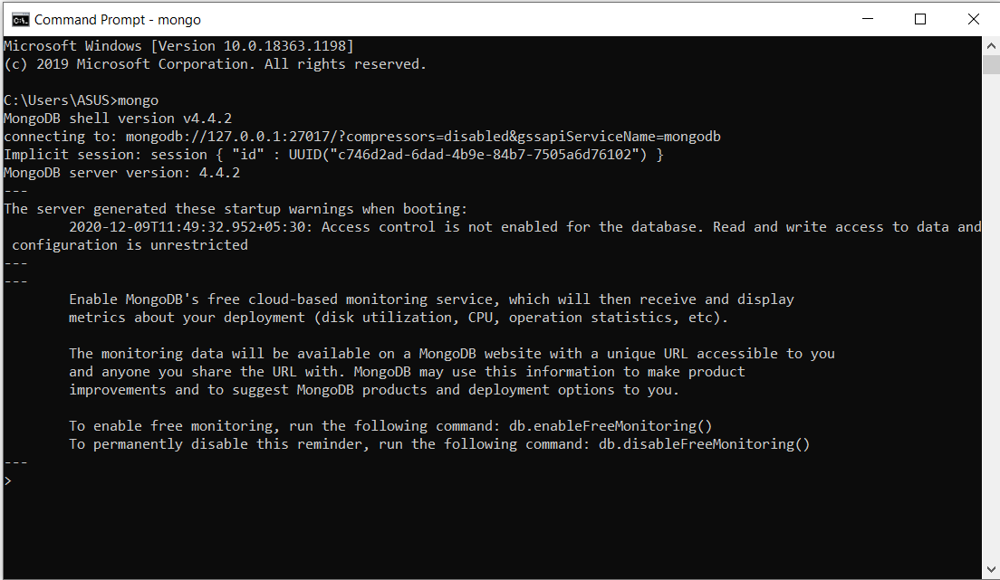 Command Prompt - mongo
Microsoft Windows [Version 10.0.18363.1198]
(c) 2019 Microsoft Corporation. All rights reserved.
C:\Users\ASUS>mongo
MongoDB shell version v4.4.2
connecting to: mongodb://127.0.0.1:27017/?compressors=disabled&gssapiServiceName=mongodb
Implicit session: session { "id" : UUID("c746d2ad-6dad-4b9e-84b7-7505a6d76102") }
MongoDB server version: 4.4.2
---
The server generated these startup warnings when booting:
        2020-12-09T11:49:32.952+05:30: Access control is not enabled for the database. Read and write access to data and
 configuration is unrestricted
---
---
        Enable MongoDB's free cloud-based monitoring service, which will then receive and display
        metrics about your deployment (disk utilization, CPU, operation statistics, etc).
        The monitoring data will be available on a MongoDB website with a unique URL accessible to you
        and anyone you share the URL with. MongoDB may use this information to make product
        improvements and to suggest MongoDB products and deployment options to you.
        To enable free monitoring, run the following command: db.enableFreeMonitoring()
        To permanently disable this reminder, run the following command: db.disableFreeMonitoring()
---
>